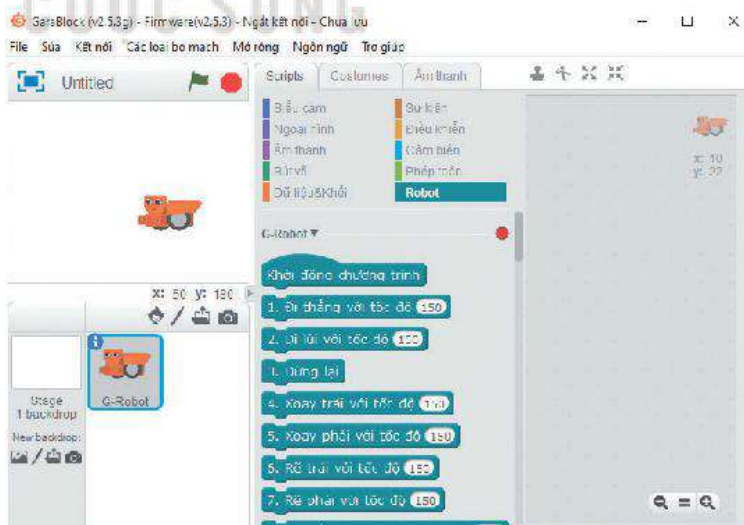 CUỘC SỐNG
GaraBlock (v2.5.3g) - Firmware(v2.5.3) - Ngắt kết nối - Chưa lưu
File Sửa Kết nối Các loại bo mạch Mở rộng Ngôn ngữ Trợ giúp
Untitled
Scripts Costumes Âm thanh
Biểu cảm Sự kiện
Ngoại hình Điều khiển
Âm thanh Cảm biến
Bút vẽ Phép toán
Dữ liệu&Khối Robot
x: 10
y: 22
G-Robot
Khởi động chương trình
x: 50 y: 180
1. Đi thẳng với tốc độ 150
2. Đi lùi với tốc độ 150
3. Dừng lại
4. Xoay trái với tốc độ 150
5. Xoay phải với tốc độ 150
6. Rẽ trái với tốc độ 150
7. Rẽ phải với tốc độ 150
Stage
1 backdrop
G-Robot
New backdrop: